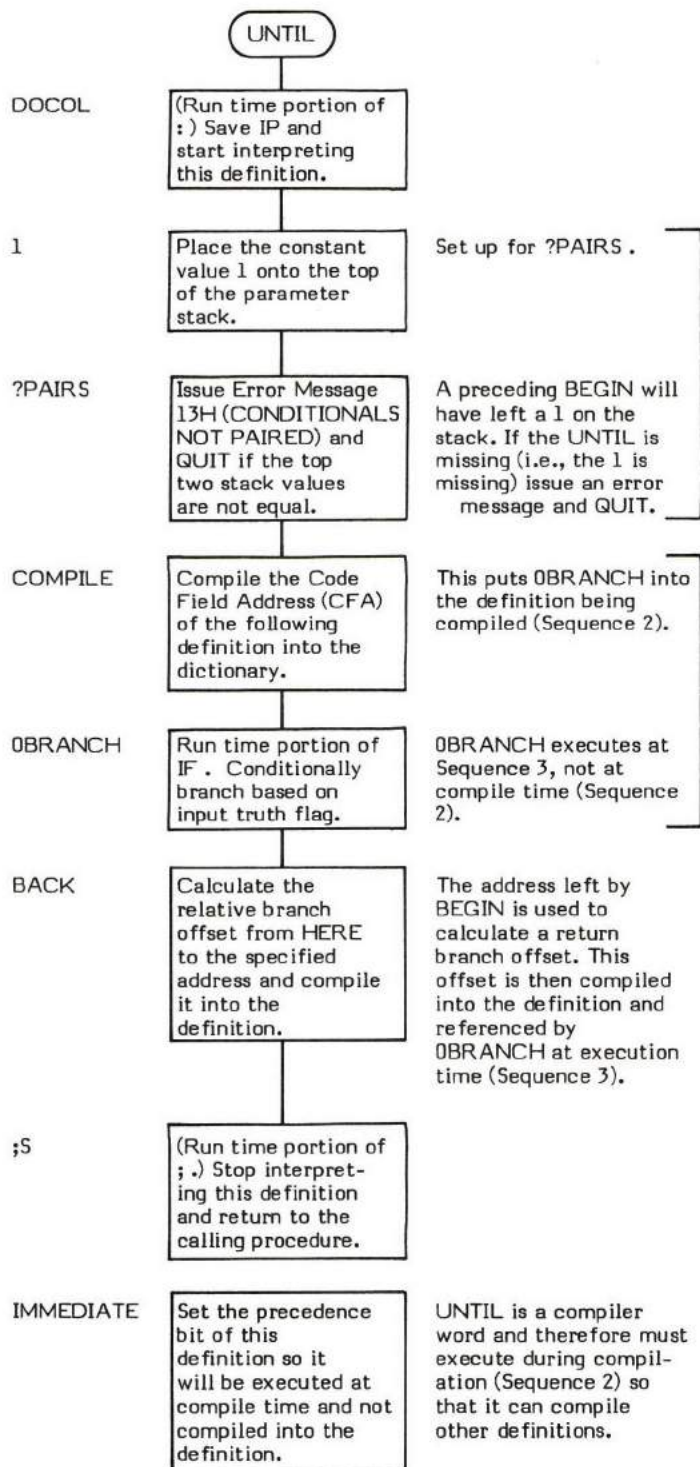 UNTIL
DOCOL
(Run time portion of
: ) Save IP and
start interpreting
this definition.
1
Place the constant
value 1 onto the top
of the parameter
stack.
Set up for ?PAIRS .
?PAIRS
Issue Error Message
13H (CONDITIONALS
NOT PAIRED) and
QUIT if the top
two stack values
are not equal.
A preceding BEGIN will
have left a 1 on the
stack. If the UNTIL is
missing (i.e., the 1 is
missing) issue an error
message and QUIT.
COMPILE
Compile the Code
Field Address (CFA)
of the following
definition into the
dictionary.
This puts 0BRANCH into
the definition being
compiled (Sequence 2).
0BRANCH
Run time portion of
IF . Conditionally
branch based on
input truth flag.
0BRANCH executes at
Sequence 3, not at
compile time (Sequence
2).
BACK
Calculate the
relative branch
offset from HERE
to the specified
address and compile
it into the
definition.
The address left by
BEGIN is used to
calculate a return
branch offset. This
offset is then compiled
into the definition and
referenced by
0BRANCH at execution
time (Sequence 3).
;S
(Run time portion of
; .) Stop interpret-
ing this definition
and return to the
calling procedure.
IMMEDIATE
Set the precedence
bit of this
definition so it
will be executed at
compile time and not
compiled into the
definition.
UNTIL is a compiler
word and therefore must
execute during compil-
ation (Sequence 2) so
that it can compile
other definitions.